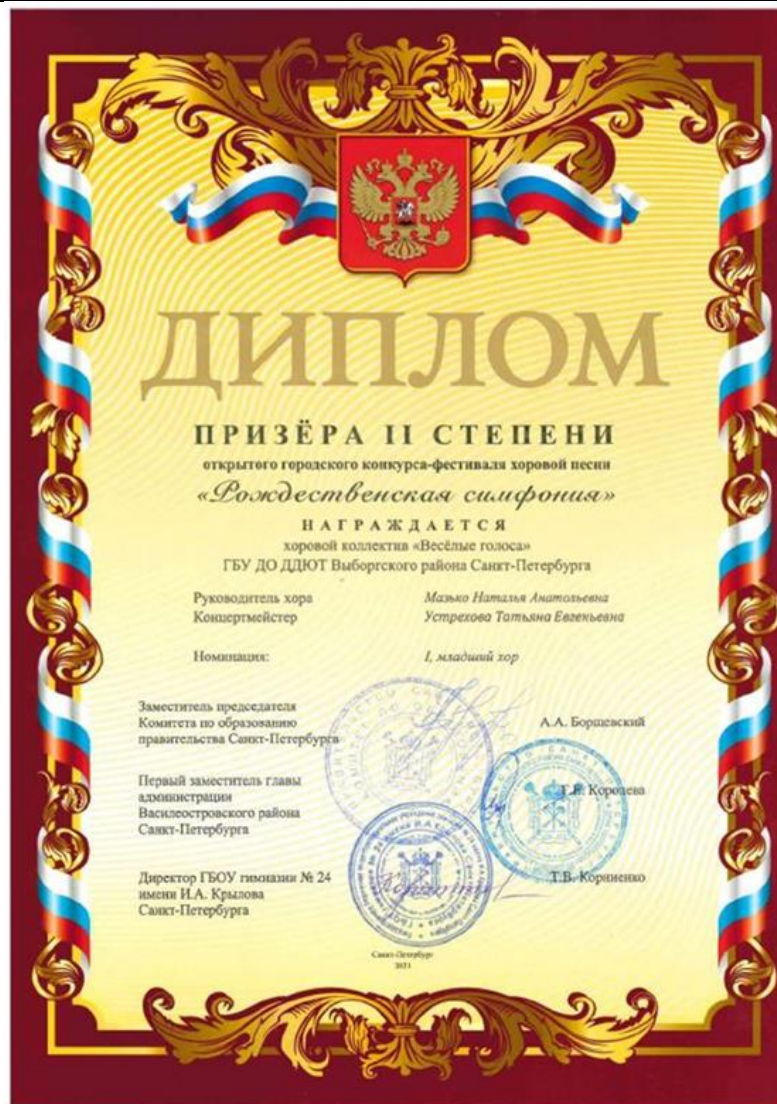 ДИПЛОМ
ПРИЗЁРА II СТЕПЕНИ
открытого городского конкурса-фестиваля хоровой песни
«Рождественская симфония»
НАГРАЖДАЕТСЯ
хоровой коллектив «Весёлые голоса»
ГБУ ДО ДДЮТ Выборгского района Санкт-Петербурга
Руководитель хора Мазько Наталья Анатольевна
Концертмейстер Устрехова Татьяна Евгеньевна
Номинация: I, младший хор
Заместитель председателя
Комитета по образованию
правительства Санкт-Петербурга
А.А. Борщевский
Первый заместитель главы
администрации
Василеостровского района
Санкт-Петербурга
Т.Е. Королева
Директор ГБОУ гимназии № 24
имени И.А. Крылова
Санкт-Петербурга
Т.В. Корниенко
Санкт-Петербург
2021